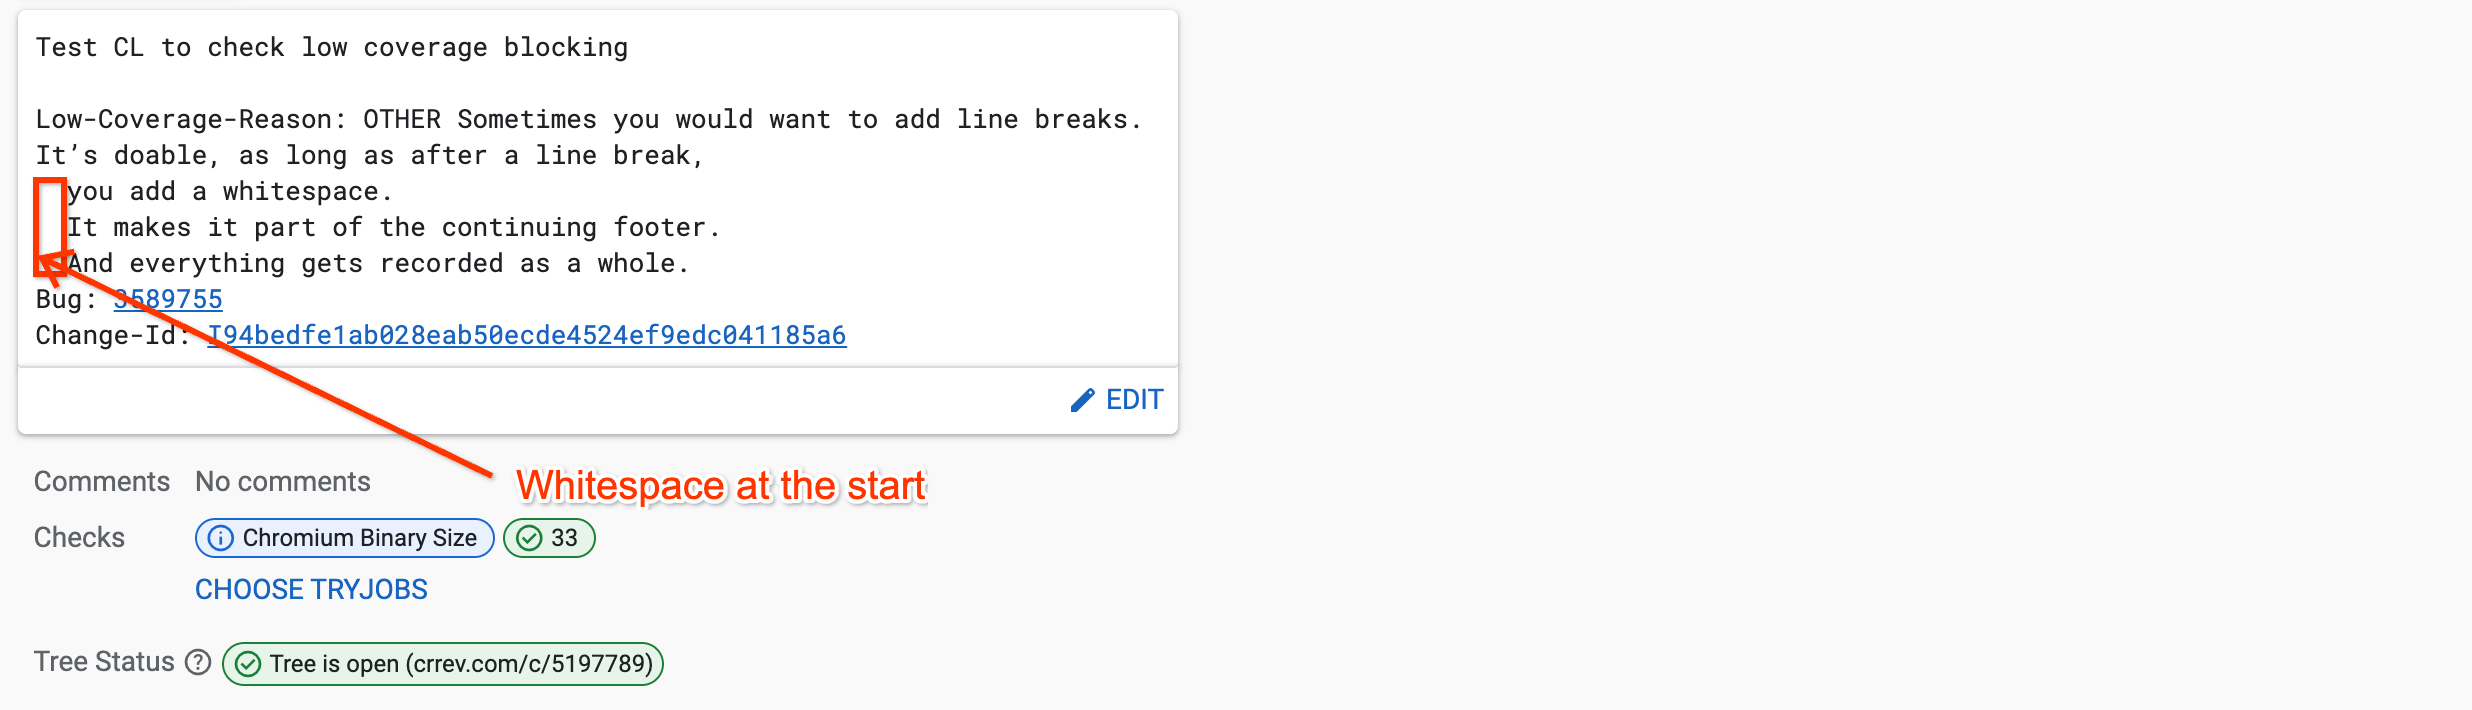 Test CL to check low coverage blocking
Low-Coverage-Reason: OTHER Sometimes you would want to add line breaks.
It’s doable, as long as after a line break,
you add a whitespace.
It makes it part of the continuing footer.
And everything gets recorded as a whole.
Bug: 3589755
Change-Id: I94bedfe1ab028eab50ecde4524ef9edc041185a6
EDIT
Comments No comments
Whitespace at the start
Checks Chromium Binary Size 33
CHOOSE TRYJOBS
Tree Status Tree is open (crrev.com/c/5197789)